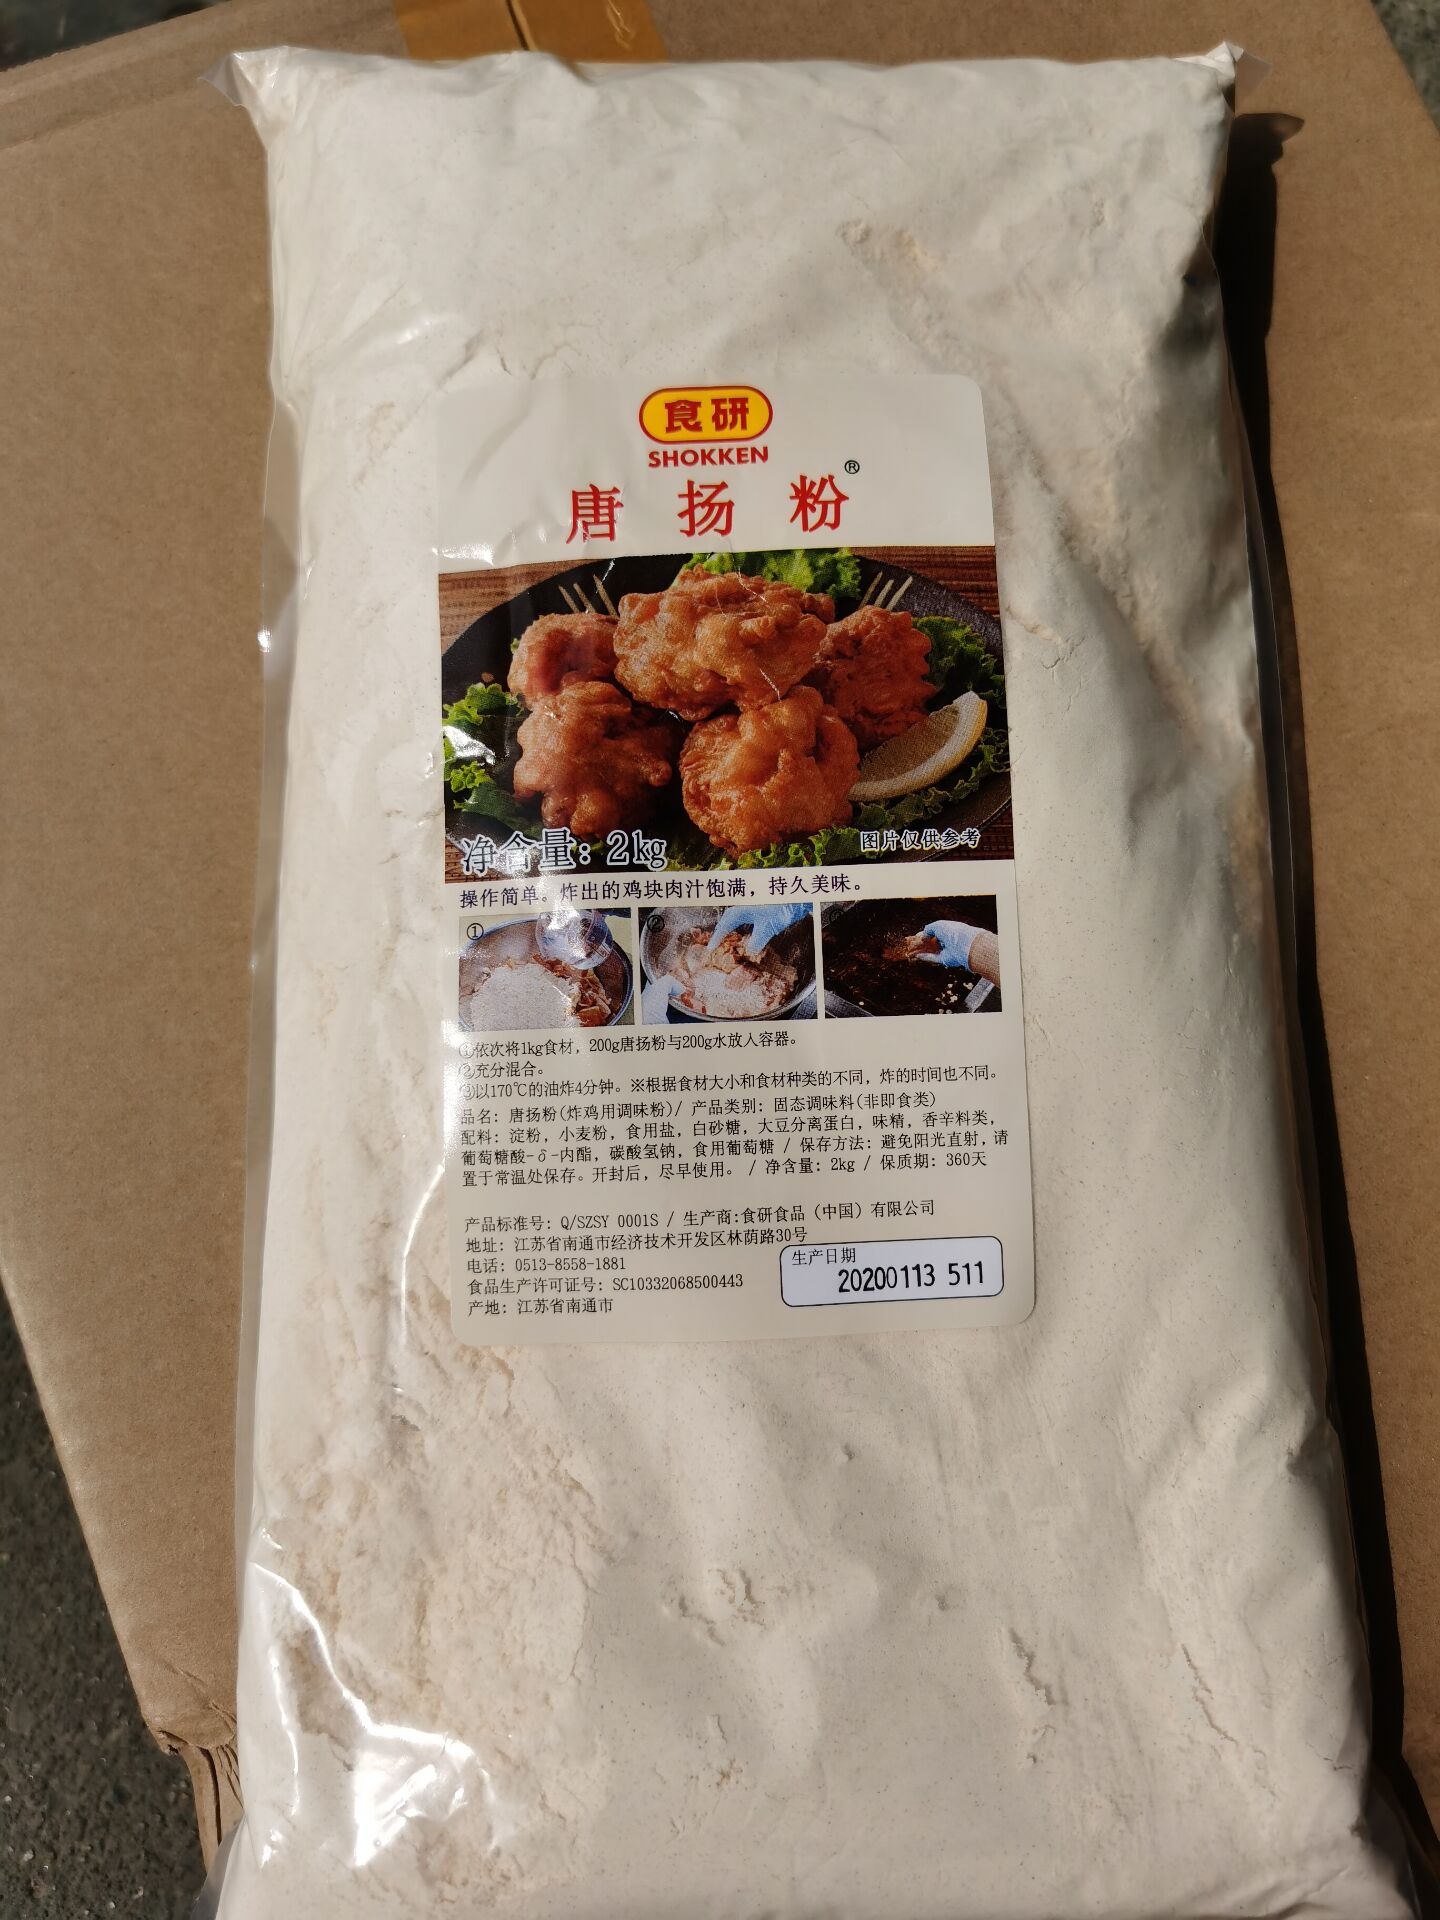 食研
SHOKKEN
唐扬粉®
净含量：2kg
图片仅供参考
操作简单。炸出的鸡块肉汁饱满，持久美味。
①
②
①依次将1kg食材，200g唐扬粉与200g水放入容器。
②充分混合。
③以170℃的油炸4分钟。※根据食材大小和食材种类的不同，炸的时间也不同。
品名：唐扬粉(炸鸡用调味粉)/ 产品类别：固态调味料(非即食类)
配料：淀粉，小麦粉，食用盐，白砂糖，大豆分离蛋白，味精，香辛料类，
葡萄糖酸-δ-内酯，碳酸氢钠，食用葡萄糖 / 保存方法：避免阳光直射，请
置于常温处保存。开封后，尽早使用。 / 净含量：2kg / 保质期：360天
产品标准号：Q/SZSY 0001S / 生产商:食研食品（中国）有限公司
地址：江苏省南通市经济技术开发区林荫路30号
电话：0513-8558-1881
食品生产许可证号：SC10332068500443
产地：江苏省南通市
生产日期
20200113 511